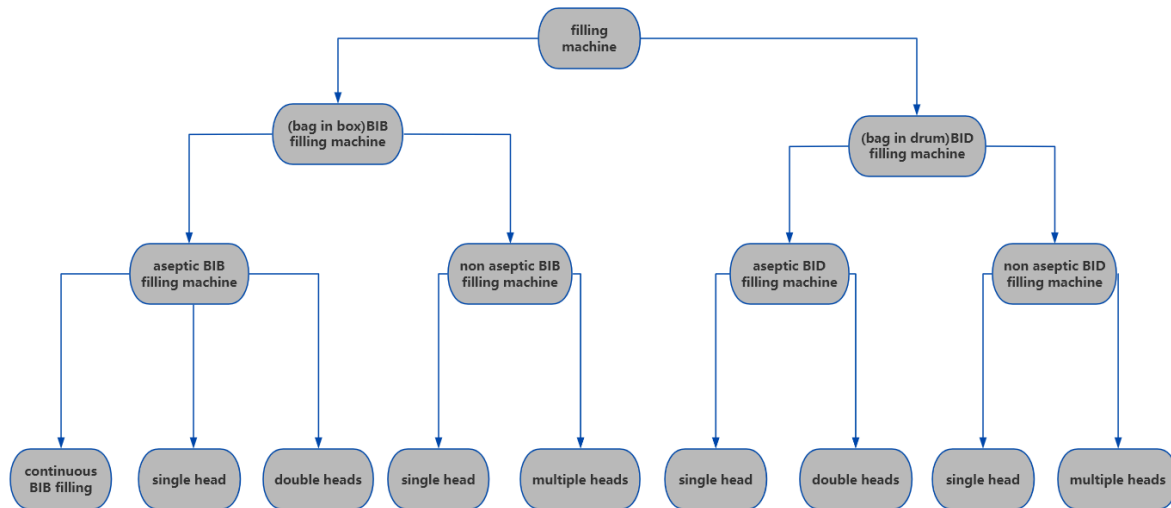 filling
machine
(bag in box)BIB
filling machine
(bag in drum)BID
filling machine
aseptic BIB
filling machine
non aseptic BIB
filling machine
aseptic BID
filling machine
non aseptic BID
filling machine
continuous
BIB filling
single head
double heads
single head
multiple heads
single head
double heads
single head
multiple heads